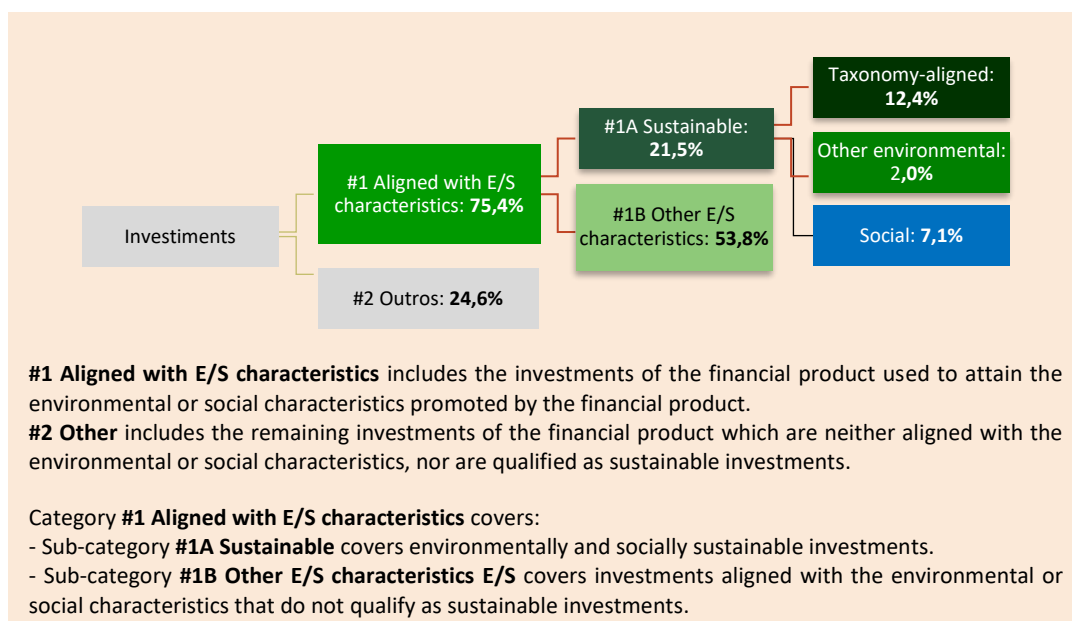 Taxonomy-aligned:
12,4%
#1A Sustainable:
21,5%
Other environmental:
2,0%
#1 Aligned with E/S
characteristics: 75,4%
#1B Other E/S
characteristics: 53,8%
Investiments
Social: 7,1%
#2 Outros: 24,6%
#1 Aligned with E/S characteristics includes the investments of the financial product used to attain the
environmental or social characteristics promoted by the financial product.
#2 Other includes the remaining investments of the financial product which are neither aligned with the
environmental or social characteristics, nor are qualified as sustainable investments.
Category #1 Aligned with E/S characteristics covers:
- Sub-category #1A Sustainable covers environmentally and socially sustainable investments.
- Sub-category #1B Other E/S characteristics E/S covers investments aligned with the environmental or
social characteristics that do not qualify as sustainable investments.